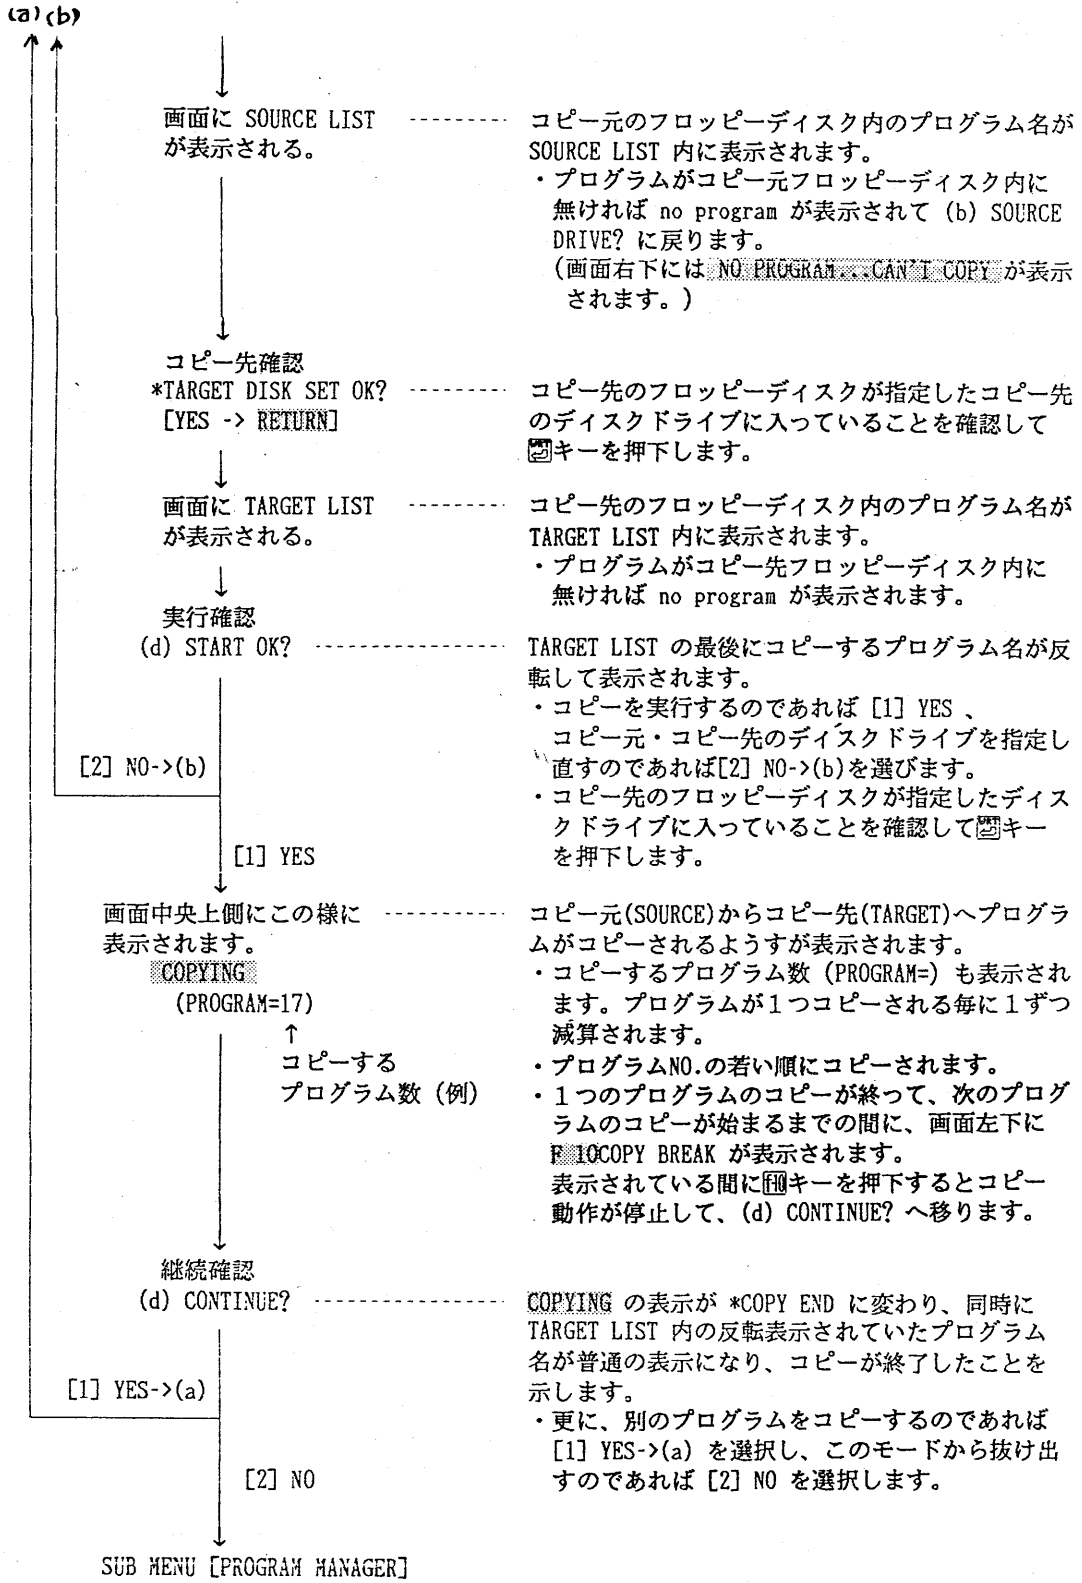 (a)(b)
画面に SOURCE LIST --------- コピー元のフロッピーディスク内のプログラム名が
が表示される。 SOURCE LIST 内に表示されます。
・プログラムがコピー元フロッピーディスク内に
無ければ no program が表示されて (b) SOURCE
DRIVE? に戻ります。
(画面右下には NO PROGRAM...CAN'T COPY が表示
されます。)
コピー先確認
*TARGET DISK SET OK? -------- コピー先のフロッピーディスクが指定したコピー先
[YES -> RETURN] のディスクドライブに入っていることを確認して
キーを押下します。
画面に TARGET LIST -------- コピー先のフロッピーディスク内のプログラム名が
が表示される。 TARGET LIST 内に表示されます。
・プログラムがコピー先フロッピーディスク内に
無ければ no program が表示されます。
実行確認
(d) START OK? ---------------- TARGET LIST の最後にコピーするプログラム名が反
転して表示されます。
・コピーを実行するのであれば [1] YES 、
コピー元・コピー先のディスクドライブを指定し
[2] NO->(b) 直すのであれば[2] NO->(b)を選びます。
・コピー先のフロッピーディスクが指定したディス
クドライブに入っていることを確認してキー
[1] YES を押下します。
画面中央上側にこの様に ---------- コピー元(SOURCE)からコピー先(TARGET)へプログラ
表示されます。 ムがコピーされるようすが表示されます。
COPYING ・コピーするプログラム数 (PROGRAM=) も表示され
(PROGRAM=17) ます。プログラムが1つコピーされる毎に1ずつ
↑ 減算されます。
コピーする ・プログラムNO.の若い順にコピーされます。
プログラム数 (例) ・1つのプログラムのコピーが終って、次のプログ
ラムのコピーが始まるまでの間に、画面左下に
F 10COPY BREAK が表示されます。
表示されている間にf10キーを押下するとコピー
動作が停止して、(d) CONTINUE? へ移ります。
継続確認
(d) CONTINUE? ---------------- COPYING の表示が *COPY END に変わり、同時に
TARGET LIST 内の反転表示されていたプログラム
名が普通の表示になり、コピーが終了したことを
[1] YES->(a) 示します。
・更に、別のプログラムをコピーするのであれば
[1] YES->(a) を選択し、このモードから抜け出
[2] NO すのであれば [2] NO を選択します。
SUB MENU [PROGRAM MANAGER]